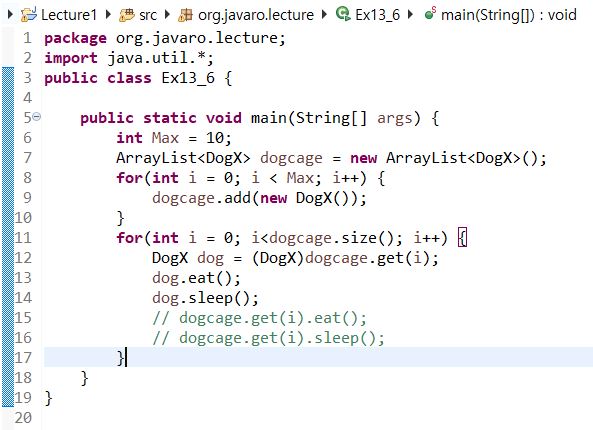 Lecture1 src org.javaro.lecture Ex13_6 main(String[]) : void
1 package org.javaro.lecture;
2 import java.util.*;
3 public class Ex13_6 {
4
5 public static void main(String[] args) {
6 int Max = 10;
7 ArrayList<DogX> dogcage = new ArrayList<DogX>();
8 for(int i = 0; i < Max; i++) {
9 dogcage.add(new DogX());
10 }
11 for(int i = 0; i<dogcage.size(); i++) {
12 DogX dog = (DogX)dogcage.get(i);
13 dog.eat();
14 dog.sleep();
15 // dogcage.get(i).eat();
16 // dogcage.get(i).sleep();
17 }
18 }
19 }
20